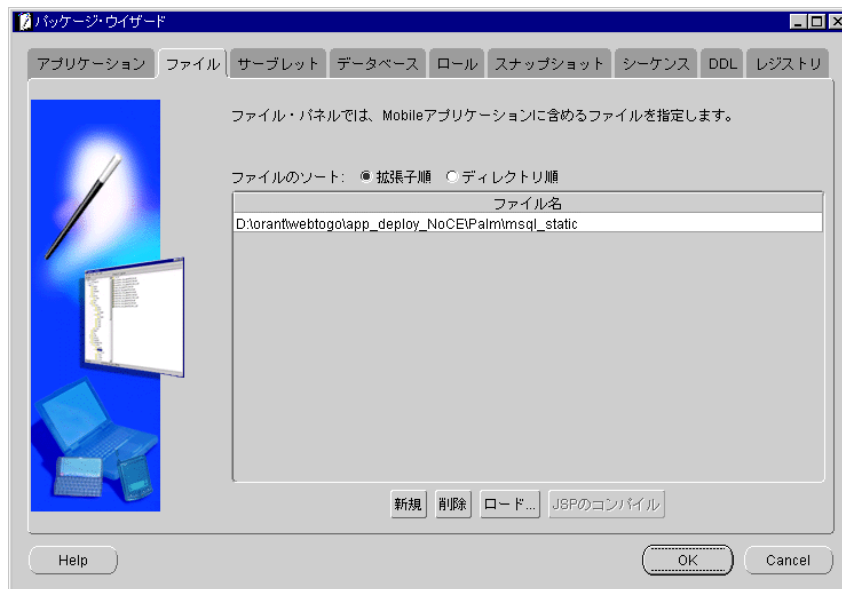 パッケージ・ウイザード
アプリケーション ファイル サーブレット データベース ロール スナップショット シーケンス DDL レジストリ
ファイル・パネルでは、Mobileアプリケーションに含めるファイルを指定します。
ファイルのソート: 拡張子順 ディレクトリ順
ファイル名
D:\orant\webtogo\app_deploy_NoCE\Palm\msql_static
新規 削除 ロード... JSPのコンパイル
Help OK Cancel